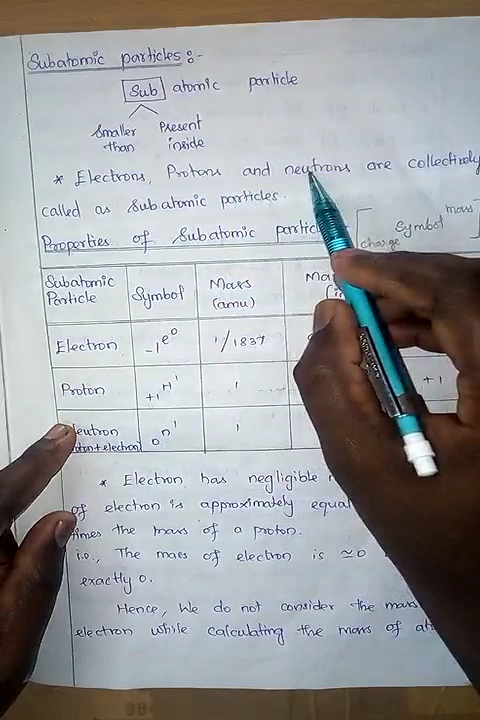 Subatomic particles :-
Sub atomic particle
Smaller than Present inside
* Electrons, Protons and neutrons are collectively
called as Subatomic particles.
Properties of Subatomic [charge Symbol mass]
Subatomic Particle Symbol Mass (amu)
Electron -1e0 1/1837
Proton +1H1 1 +1
Neutron 0n1 1
* Electron has negligible
of electron is approximately equal
times the mass of a proton.
i.e., The maes of electron is ≃0
exactly 0.
Hence, We do not consider the mass
electron while calculating the mass of